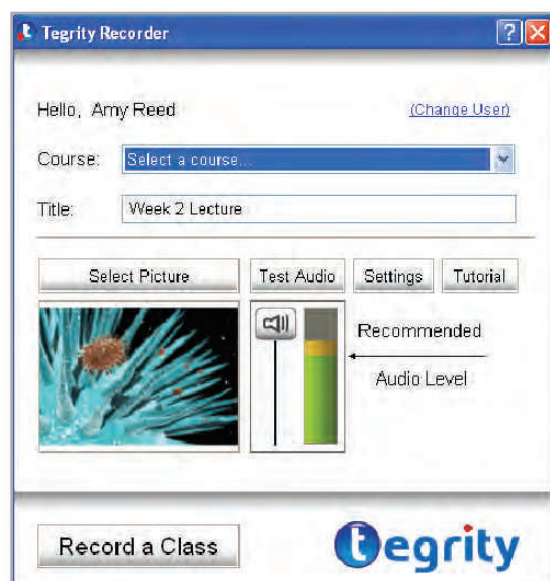 Tegrity Recorder
Hello, Amy Reed
(Change User)
Course: Select a course...
Title: Week 2 Lecture
Select Picture Test Audio Settings Tutorial
Recommended
Audio Level
Record a Class
tegrity